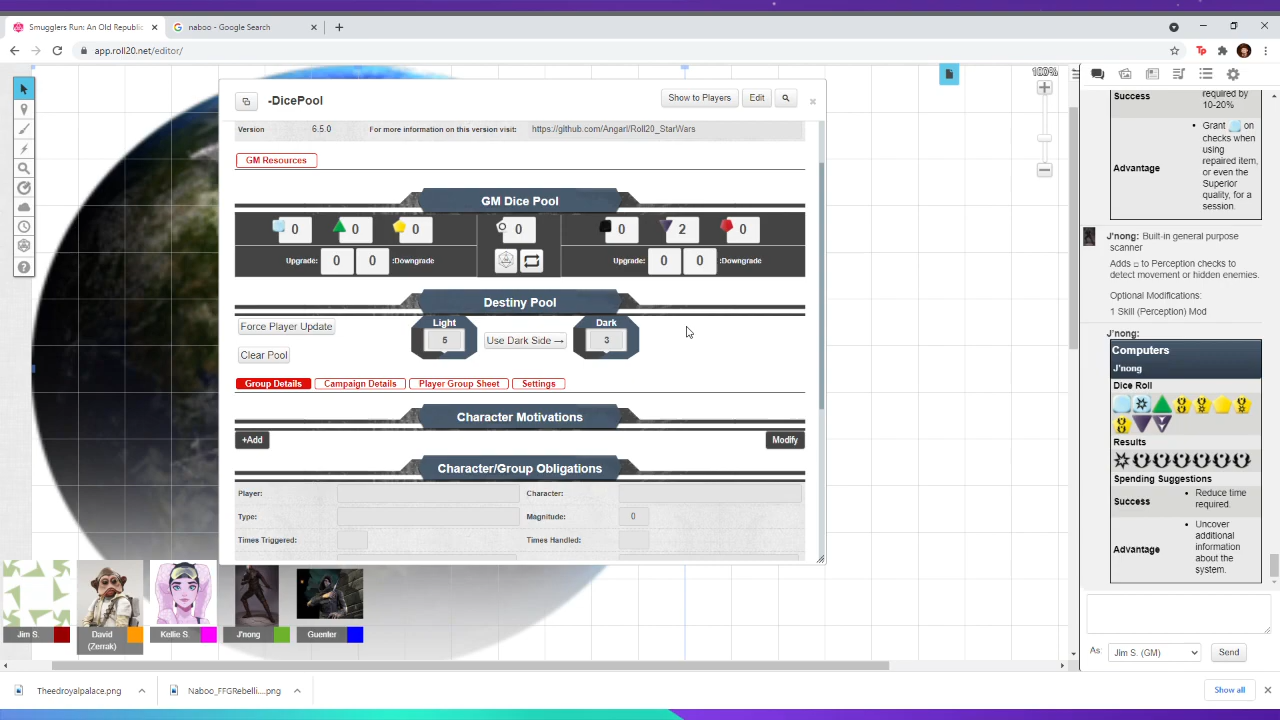 Smugglers Run: An Old Republic
naboo - Google Search
app.roll20.net/editor/
-DicePool
Show to Players
Edit
100%
Version
6.5.0
For more information on this version visit:
https://github.com/Angarl/Roll20_StarWars
GM Resources
GM Dice Pool
0
0
0
0
0
2
0
Upgrade:
0
0
:Downgrade
Upgrade:
0
0
:Downgrade
Destiny Pool
Force Player Update
Clear Pool
Light
5
Use Dark Side →
Dark
3
Group Details
Campaign Details
Player Group Sheet
Settings
Character Motivations
+Add
Modify
Character/Group Obligations
Player:
Character:
Type:
Magnitude:
0
Times Triggered:
Times Handled:
Jim S.
David
(Zerrak)
Kellie S.
J'nong
Guenter
Success
required by
10-20%
Advantage
Grant on
checks when
using
repaired item,
or even the
Superior
quality, for a
session.
J'nong: Built-in general purpose
scanner
Adds □ to Perception checks to
detect movement or hidden enemies.
Optional Modifications:
1 Skill (Perception) Mod
J'nong:
Computers
J'nong
Dice Roll
Results
Spending Suggestions
Success
Reduce time
required.
Advantage
Uncover
additional
information
about the
system.
As:
Jim S. (GM)
Send
Theedroyalpalace.png
Naboo_FFGRebelli....png
Show all